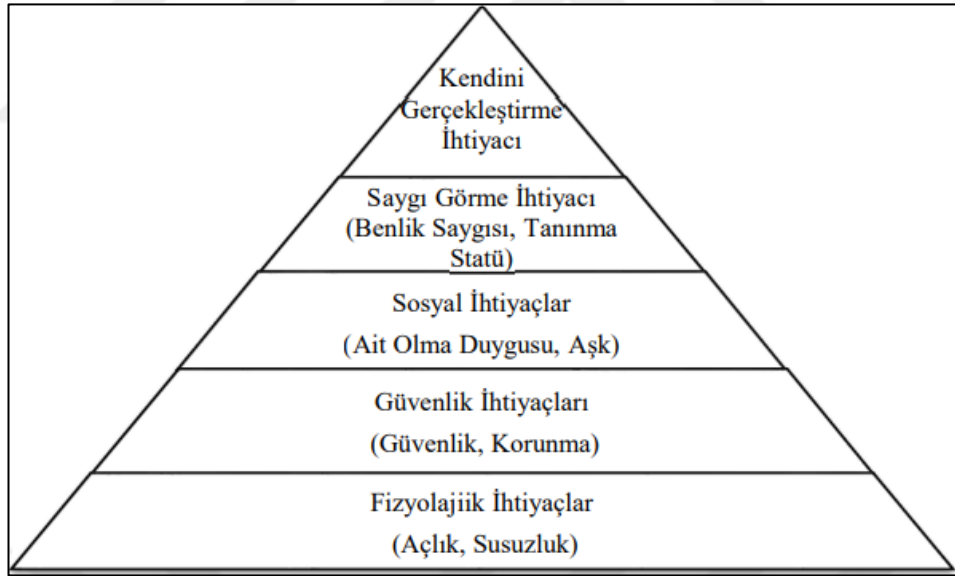 Kendini
Gerçekleştirme
İhtiyacı
Saygı Görme İhtiyacı
(Benlik Saygısı, Tanınma
Statü)
Sosyal İhtiyaçlar
(Ait Olma Duygusu, Aşk)
Güvenlik İhtiyaçları
(Güvenlik, Korunma)
Fizyolajiik İhtiyaçlar
(Açlık, Susuzluk)